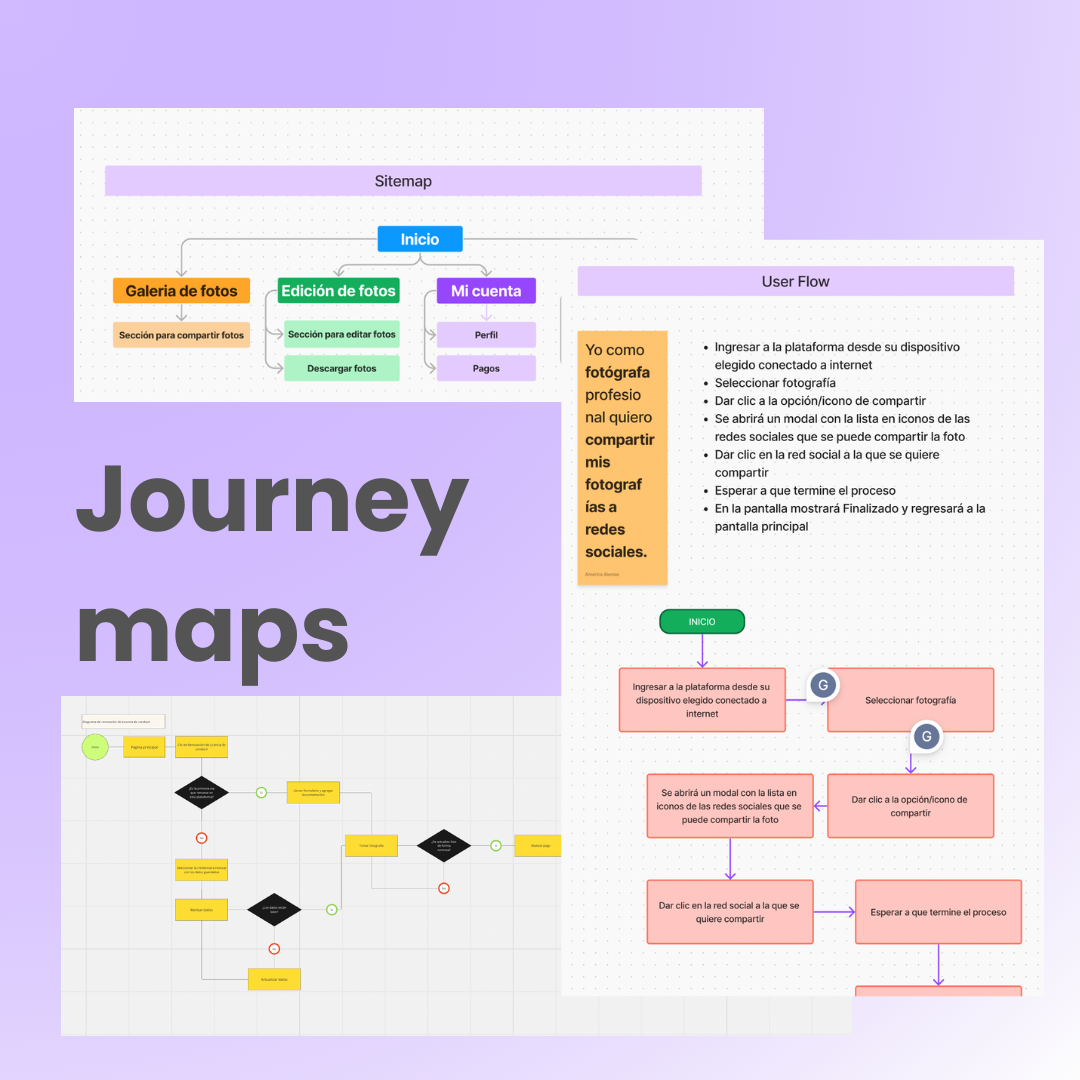 Sitemap
Inicio
Galeria de fotos
Edición de fotos
Mi cuenta
Sección para compartir fotos
Sección para editar fotos
Perfil
Descargar fotos
Pagos
Journey
maps
User Flow
Yo como
fotógrafa
profesio
nal quiero
compartir
mis
fotograf
ías a
redes
sociales.
Ingresar a la plataforma desde su dispositivo
elegido conectado a internet
Seleccionar fotografía
Dar clic a la opción/icono de compartir
Se abrirá un modal con la lista en iconos de las
redes sociales que se puede compartir la foto
Dar clic en la red social a la que se quiere
compartir
Esperar a que termine el proceso
En la pantalla mostrará Finalizado y regresará a la
pantalla principal
INICIO
Ingresar a la plataforma desde su
dispositivo elegido conectado a
internet
G
Seleccionar fotografía
G
Se abrirá un modal con la lista en
iconos de las redes sociales que se
puede compartir la foto
Dar clic a la opción/icono de
compartir
Dar clic en la red social a la que se
quiere compartir
Esperar a que termine el proceso
Pagina principal